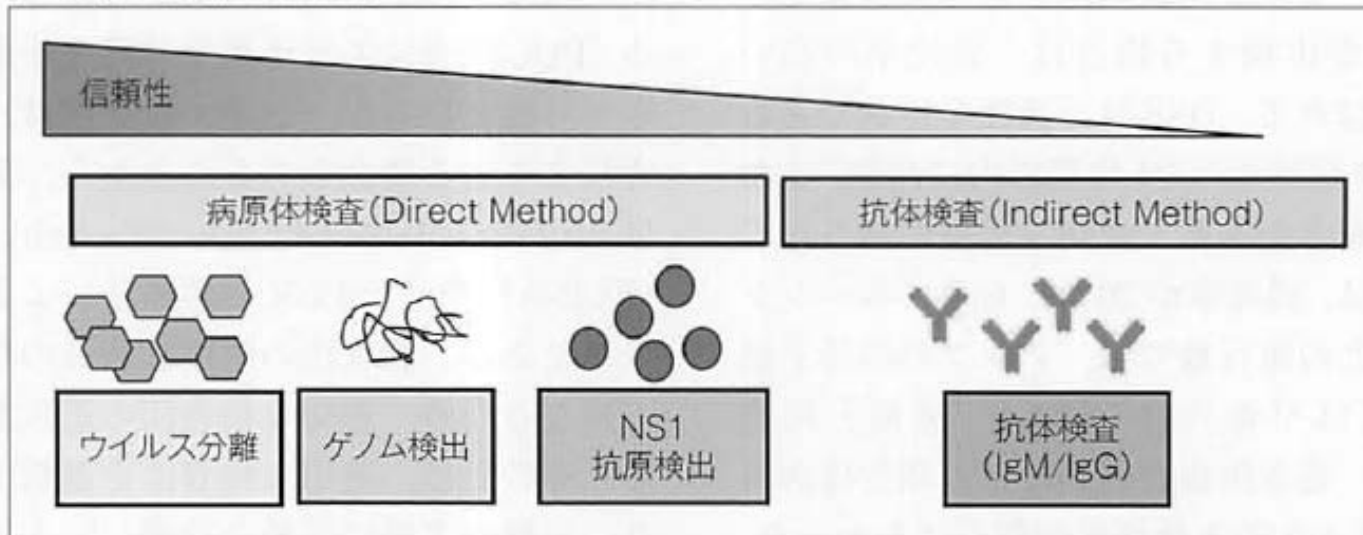 信頼性
病原体検査(Direct Method)
抗体検査(Indirect Method)
ウイルス分離
ゲノム検出
NS1
抗原検出
抗体検査
(IgM/IgG)